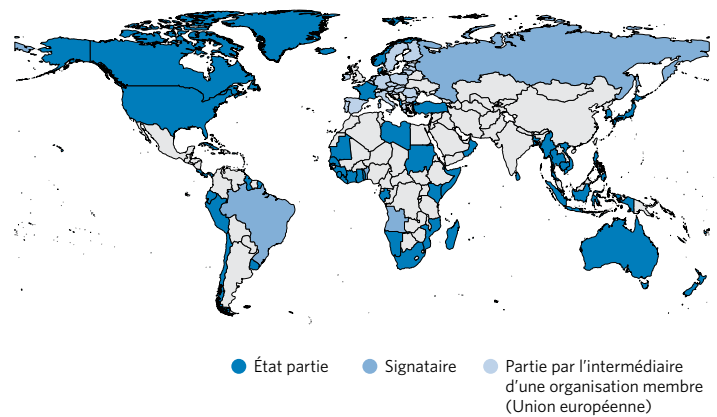 État partie
Signataire
Partie par l'intermédiaire
d'une organisation membre
(Union européenne)